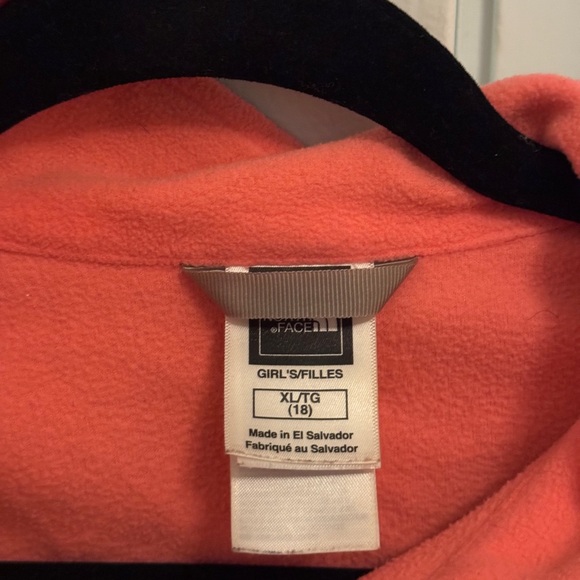 FACE
GIRL'S/FILLES
XL/TG
(18)
Made in El Salvador
Fabriqué au Salvador